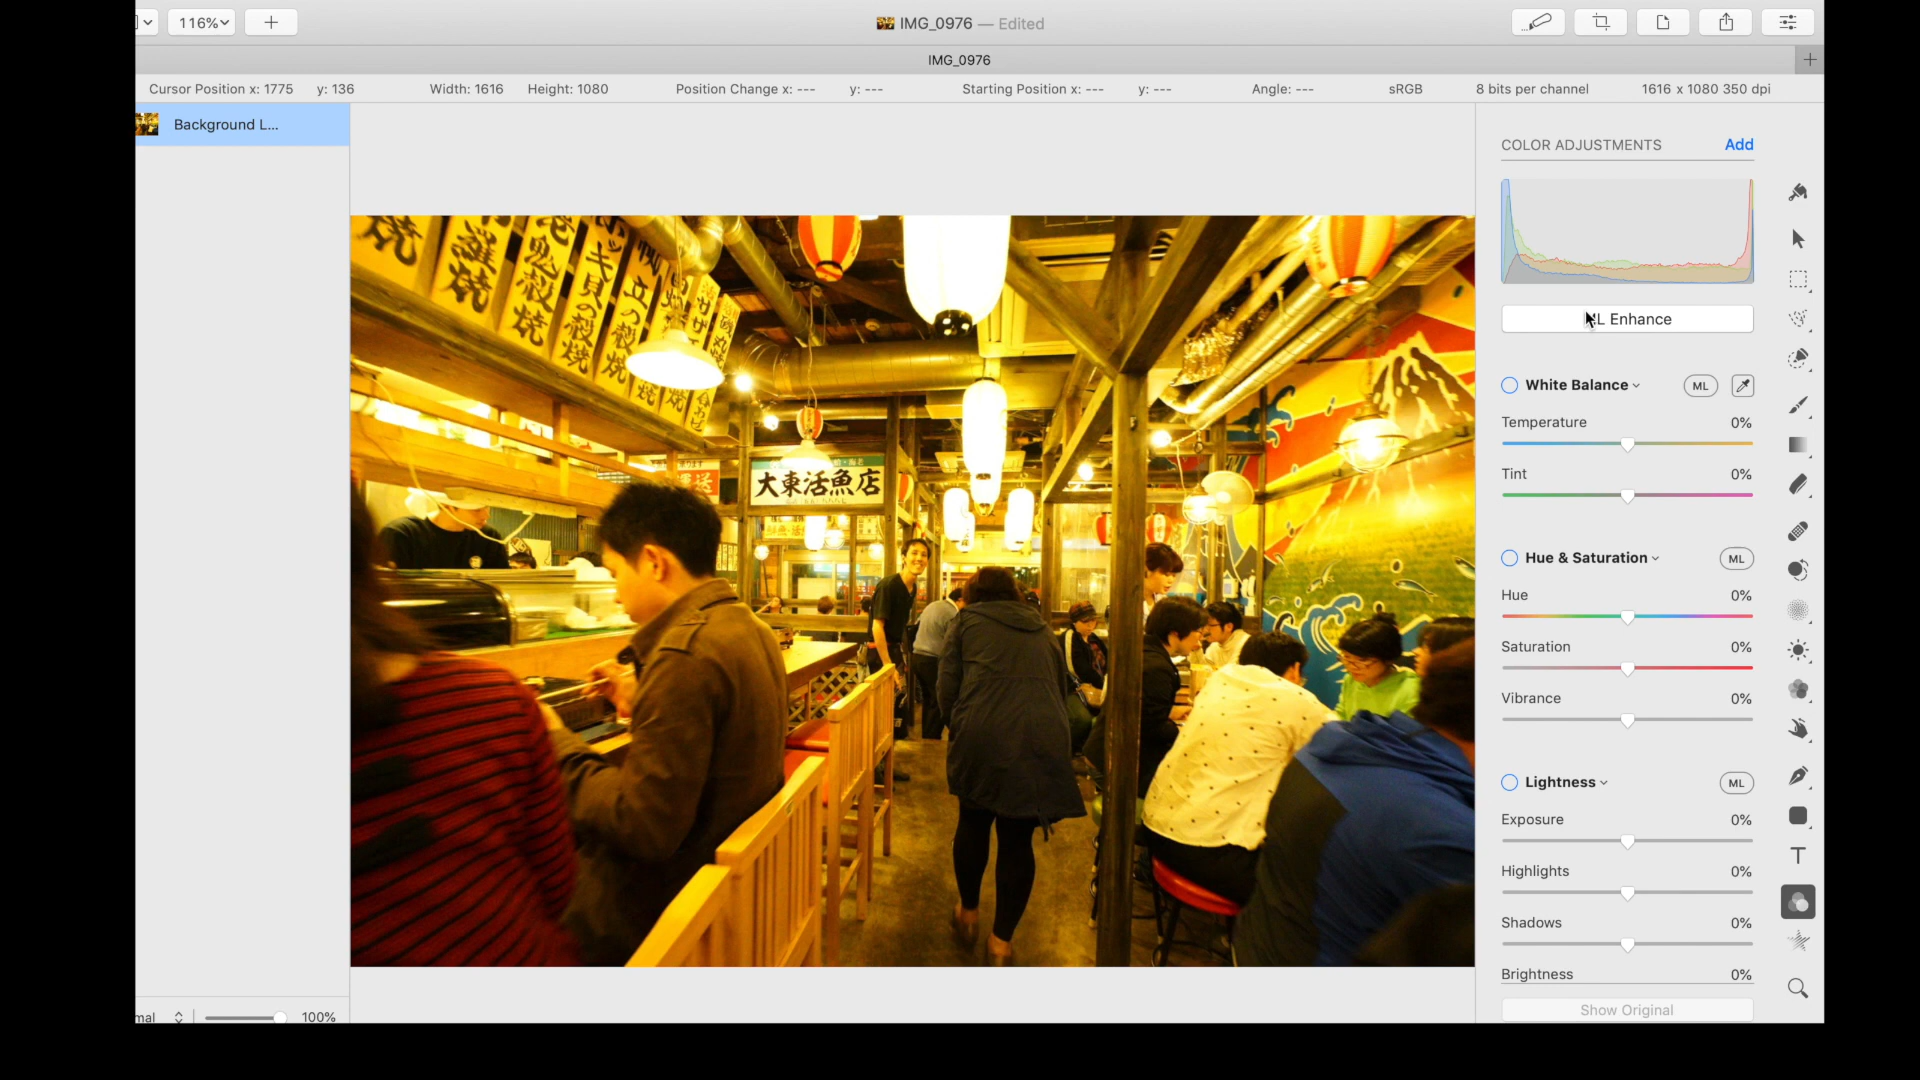 116%
IMG_0976 — Edited
IMG_0976
Cursor Position x: 1775 y: 136 Width: 1616 Height: 1080 Position Change x: --- y: --- Starting Position x: --- y: --- Angle: --- sRGB 8 bits per channel 1616 x 1080 350 dpi
Background L...
COLOR ADJUSTMENTS Add
L Enhance
White Balance ML
Temperature 0%
Tint 0%
Hue & Saturation ML
Hue 0%
Saturation 0%
Vibrance 0%
Lightness ML
Exposure 0%
Highlights 0%
Shadows 0%
Brightness 0%
Show Original
mal 100%
焼
大東活魚店